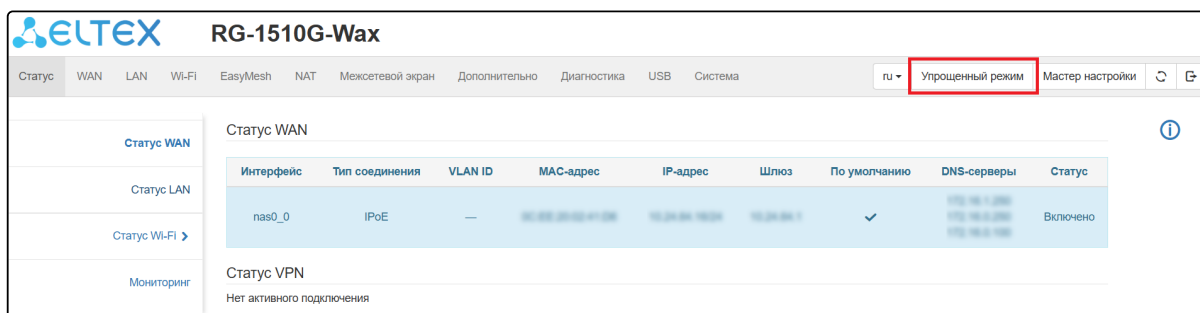 ELTEX RG-1510G-Wax
Статус WAN LAN Wi-Fi EasyMesh NAT Межсетевой экран Дополнительно Диагностика USB Система ru Упрощенный режим Мастер настройки
Статус WAN
Статус LAN
Статус Wi-Fi
Мониторинг
Статус WAN
Интерфейс Тип соединения VLAN ID MAC-адрес IP-адрес Шлюз По умолчанию DNS-серверы Статус
nas0_0 IPoE — Включено
Статус VPN
Нет активного подключения